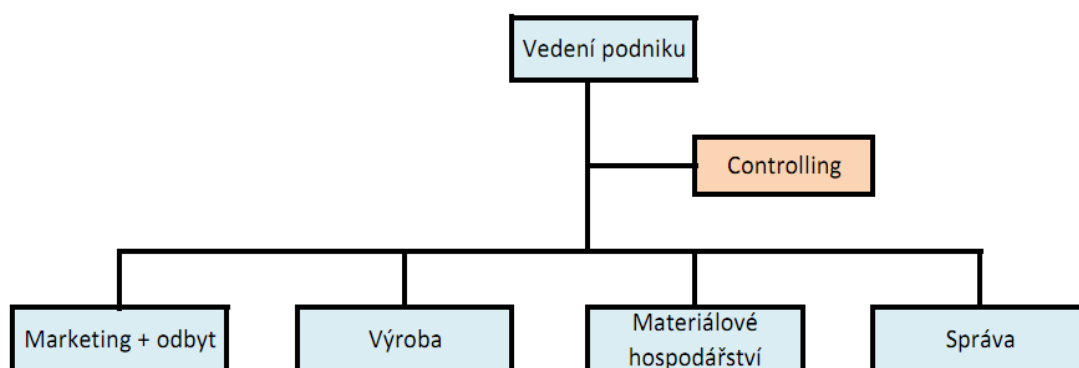 Vedení podniku
Controlling
Marketing + odbyt
Výroba
Materiálové
hospodářství
Správa